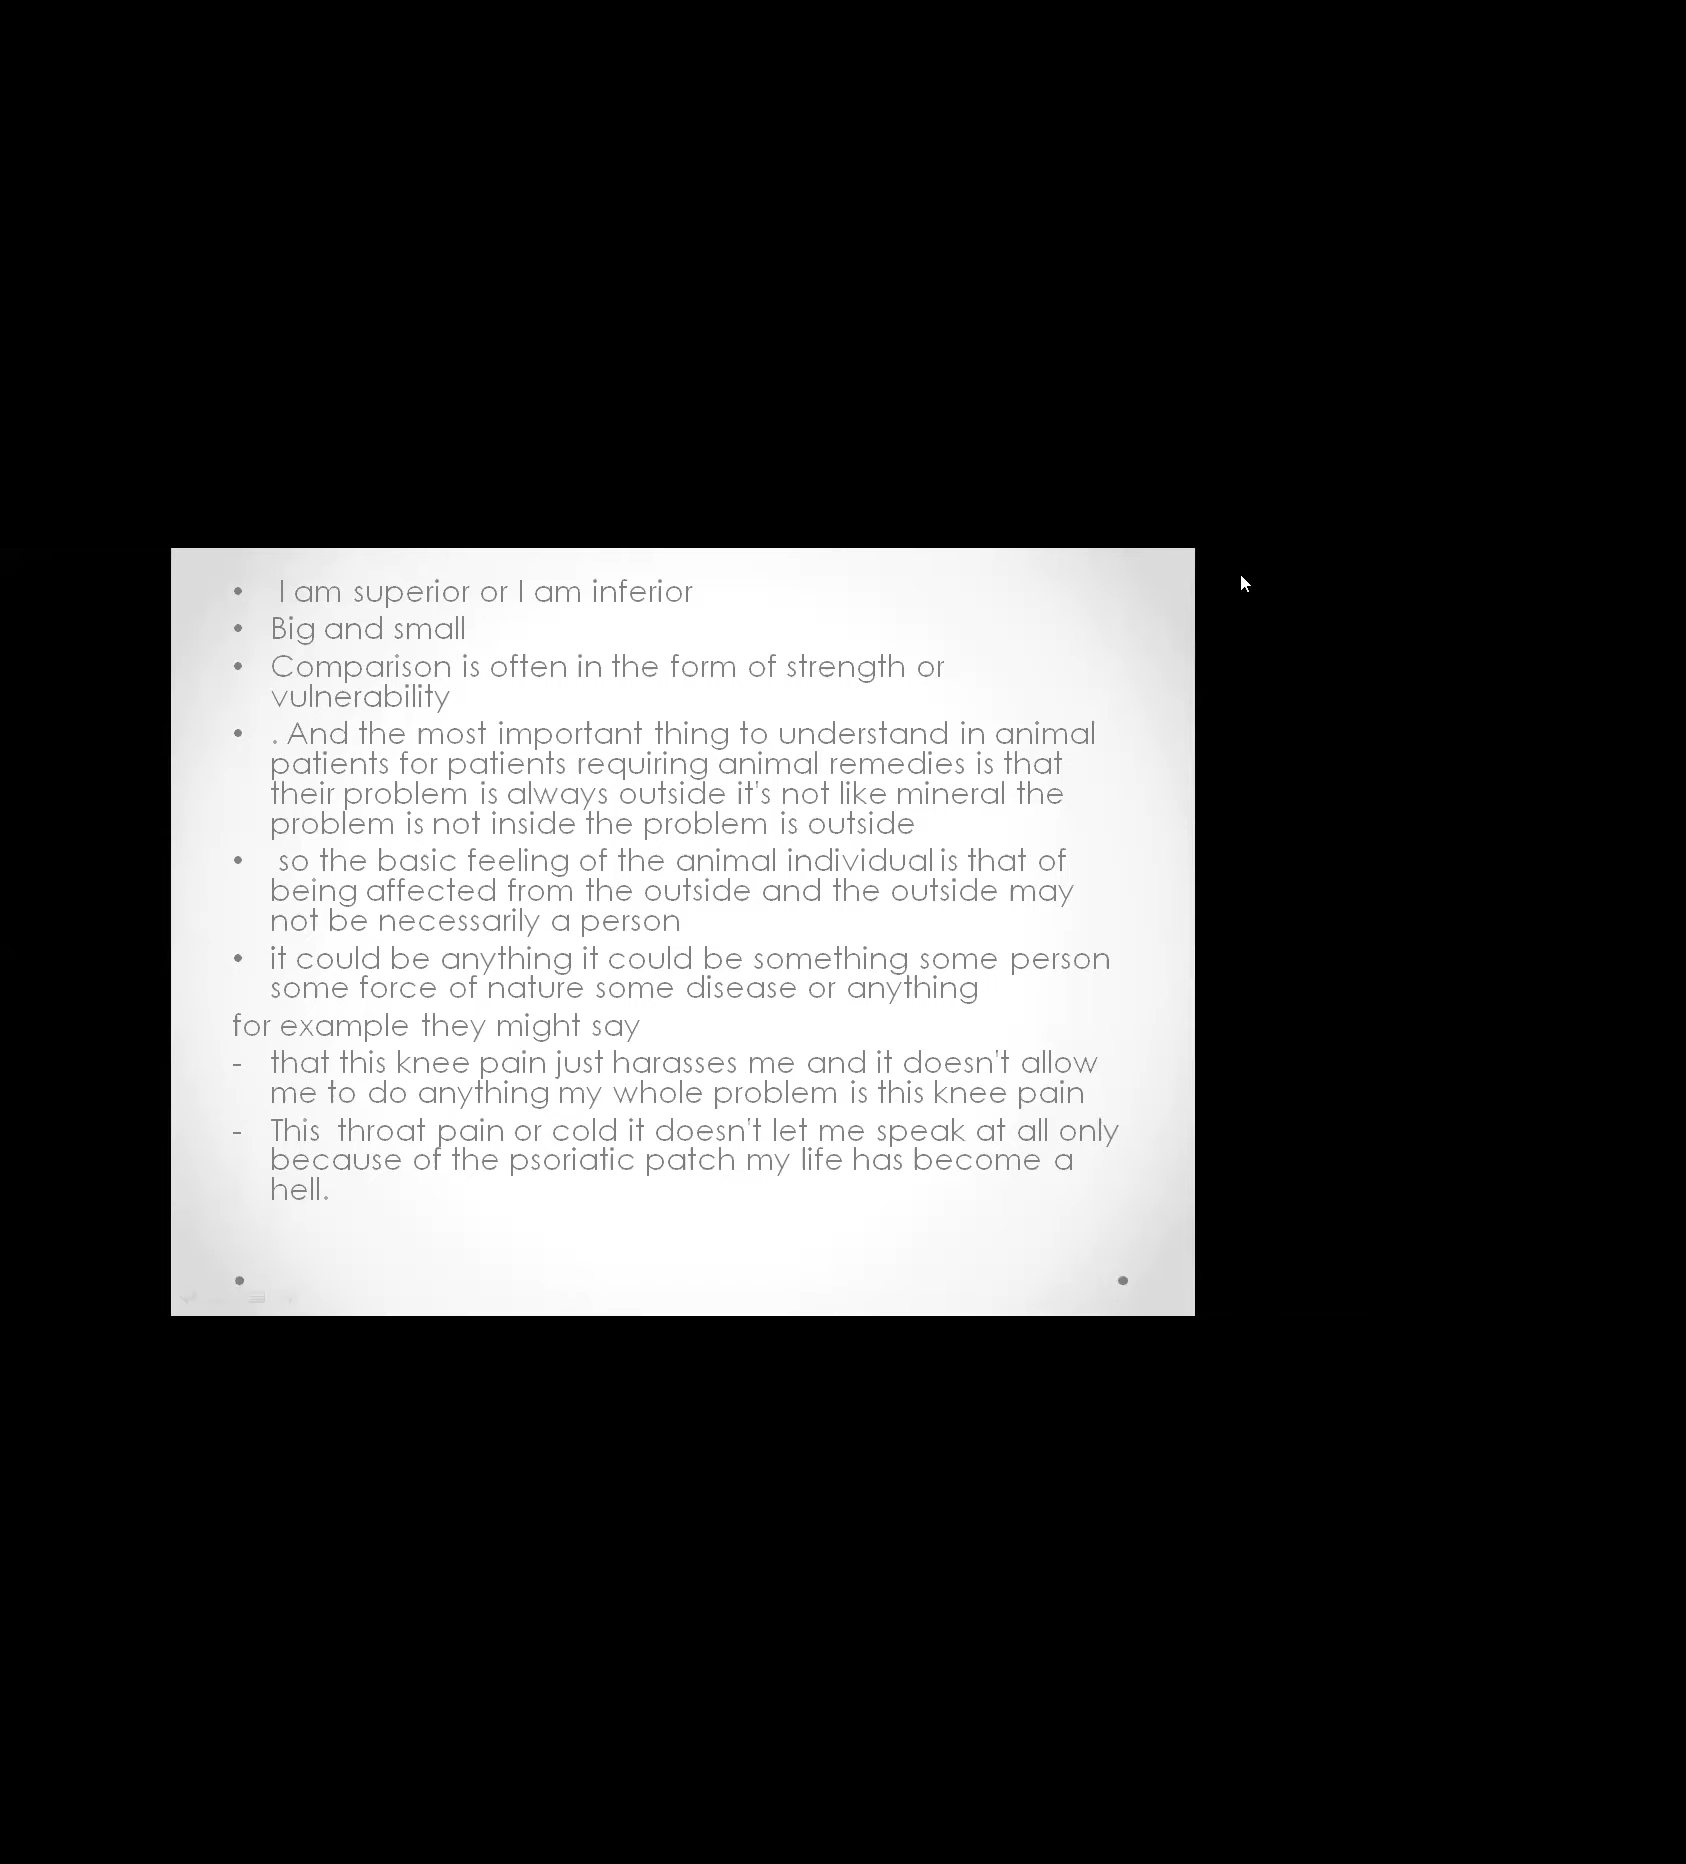 • I am superior or I am inferior
• Big and small
• Comparison is often in the form of strength or
vulnerability
• . And the most important thing to understand in animal
patients for patients requiring animal remedies is that
their problem is always outside it's not like mineral the
problem is not inside the problem is outside
• so the basic feeling of the animal individual is that of
being affected from the outside and the outside may
not be necessarily a person
• it could be anything it could be something some person
some force of nature some disease or anything
for example they might say
- that this knee pain just harasses me and it doesn't allow
me to do anything my whole problem is this knee pain
- This throat pain or cold it doesn't let me speak at all only
because of the psoriatic patch my life has become a
hell.